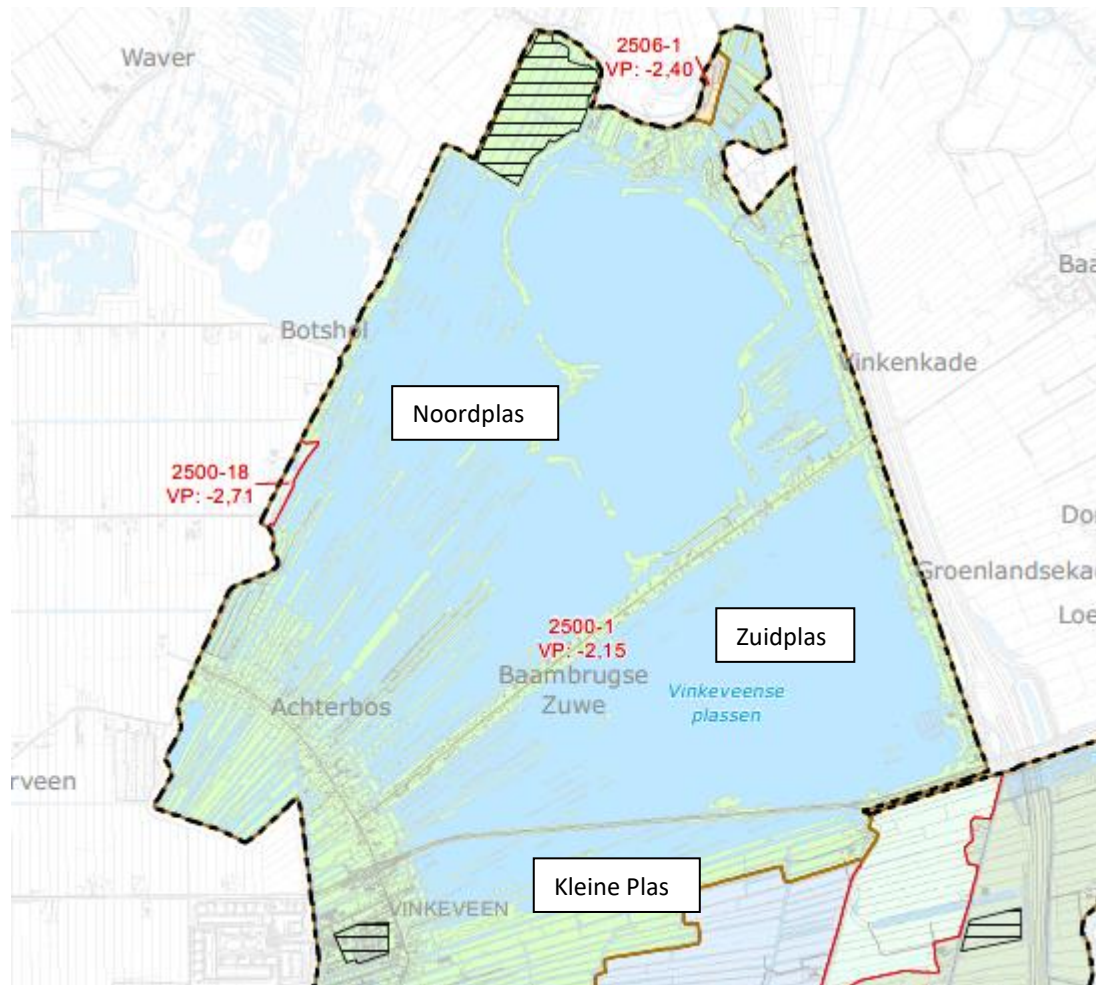 Waver
2506-1
VP: -2,40
Baa
Botshol
Vinkenkade
Noordplas
2500-18
VP: -2,71
Do
Groenlandseka
Loe
2500-1
VP: -2,15
Zuidplas
Baambrugse
Zuwe
Vinkeveense
plassen
Achterbos
rveen
Kleine Plas
VINKEVEEN